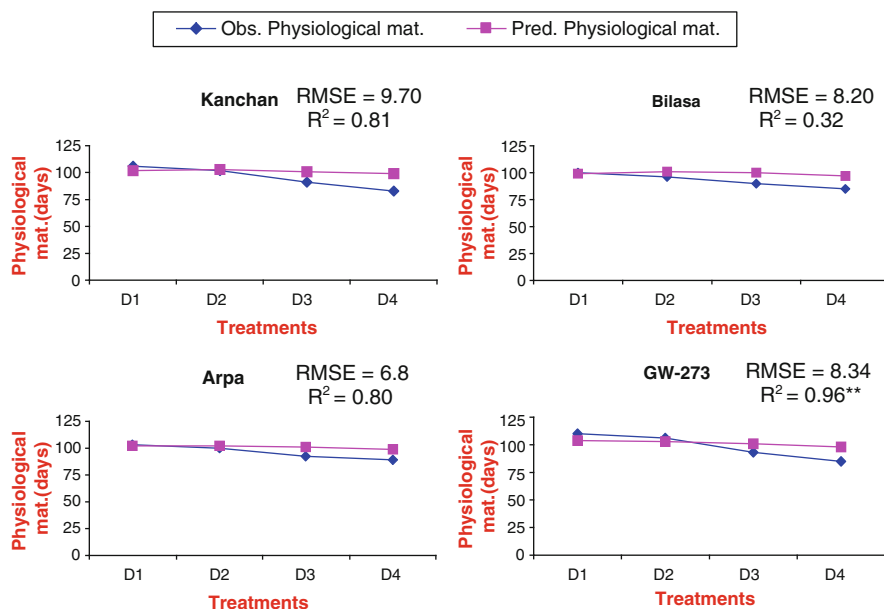 Obs. Physiological mat. Pred. Physiological mat.
Kanchan RMSE = 9.70
R² = 0.81
Physiological
mat.(days)
125
100
75
50
25
0
D1 D2 D3 D4
Treatments
Bilasa RMSE = 8.20
R² = 0.32
Physiological
mat.(days)
125
100
75
50
25
0
D1 D2 D3 D4
Treatments
Arpa RMSE = 6.8
R² = 0.80
Physiological
mat.(days)
125
100
75
50
25
0
D1 D2 D3 D4
Treatments
GW-273 RMSE = 8.34
R² = 0.96**
Physiological
mat.(days)
125
100
75
50
25
0
D1 D2 D3 D4
Treatments